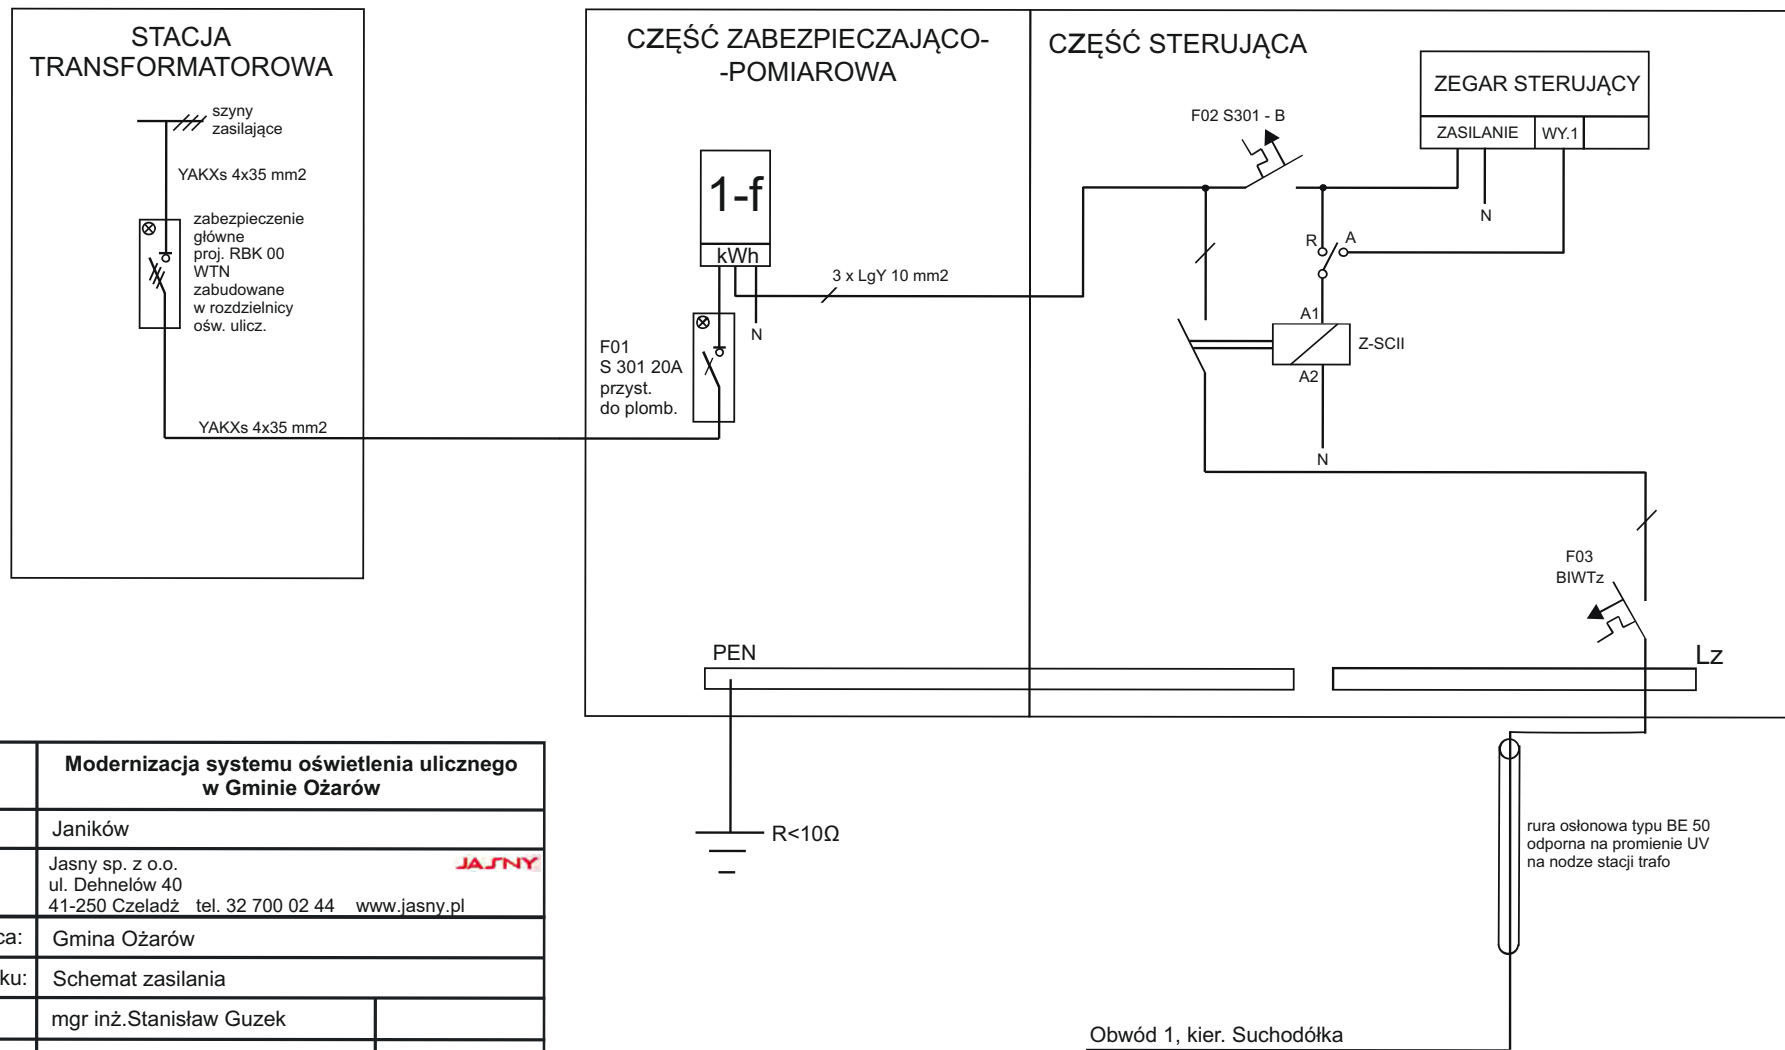 STACJA
TRANSFORMATOROWA
szyny
zasilające
YAKXs 4x35 mm2
zabezpieczenie
główne
proj. RBK 00
WTN
zabudowane
w rozdzielnicy
ośw. ulicz.
YAKXs 4x35 mm2
CZĘŚĆ ZABEZPIECZAJĄCO-
-POMIAROWA
1-f
kWh
N
F01
S 301 20A
przyst.
do plomb.
3 x LgY 10 mm2
PEN
R<10Ω
CZĘŚĆ STERUJĄCA
F02 S301 - B
ZEGAR STERUJĄCY
ZASILANIE WY.1
N
R A
A1
Z-SCII
A2
N
F03
BIWTz
Lz
rura osłonowa typu BE 50
odporna na promienie UV
na nodze stacji trafo
Obwód 1, kier. Suchodółka
Modernizacja systemu oświetlenia ulicznego
w Gminie Ożarów
Janików
Jasny sp. z o.o. JASNY
ul. Dehnelów 40
41-250 Czeladż tel. 32 700 02 44 www.jasny.pl
ca: Gmina Ożarów
ku: Schemat zasilania
mgr inż.Stanisław Guzek